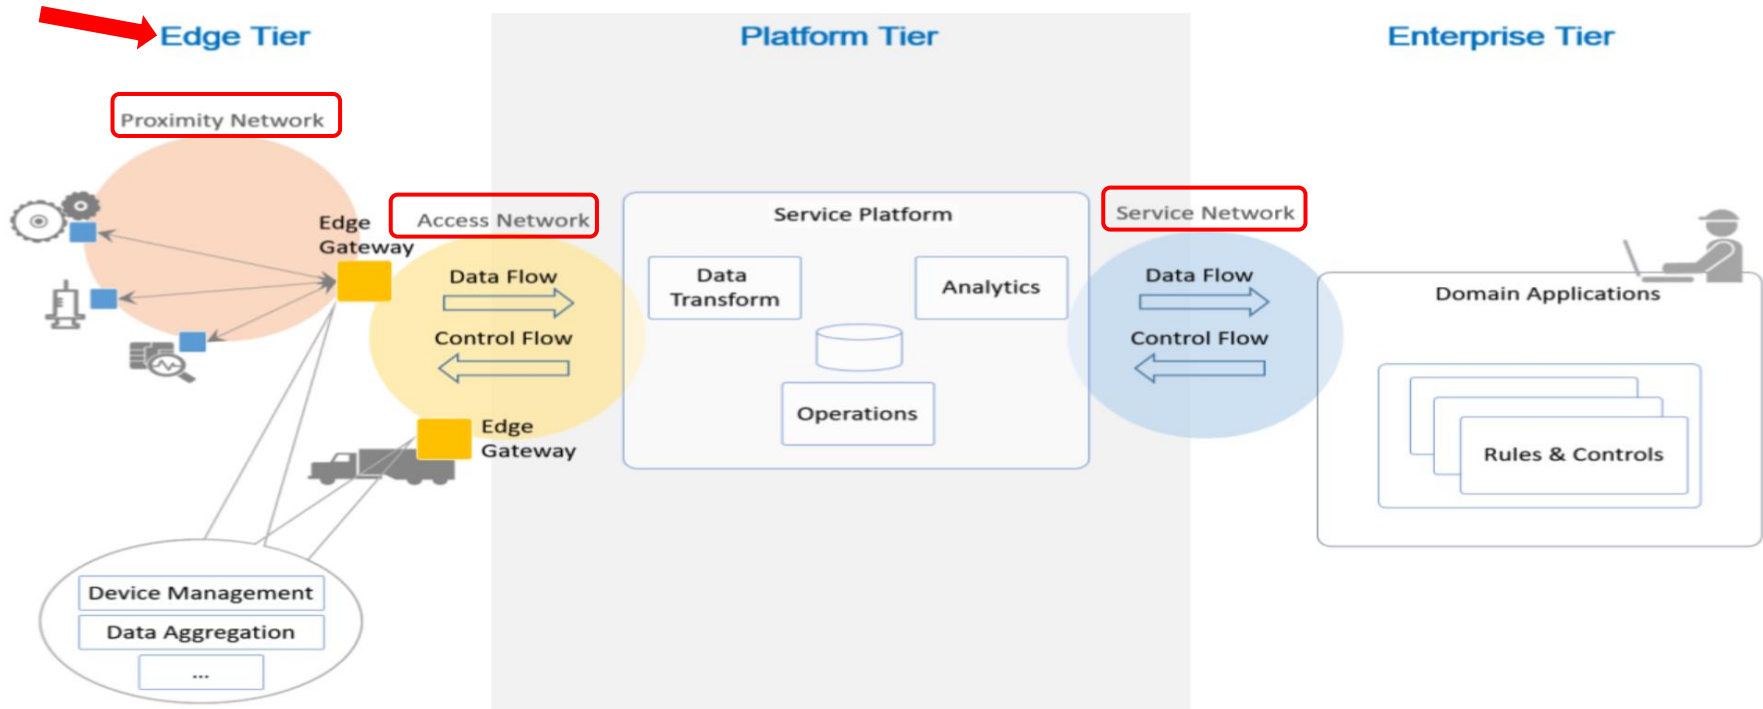 Edge Tier
Platform Tier
Enterprise Tier
Proximity Network
Edge
Gateway
Access Network
Data Flow
Control Flow
Edge
Gateway
Service Platform
Data
Transform
Analytics
Operations
Service Network
Data Flow
Control Flow
Domain Applications
Rules & Controls
Device Management
Data Aggregation
...